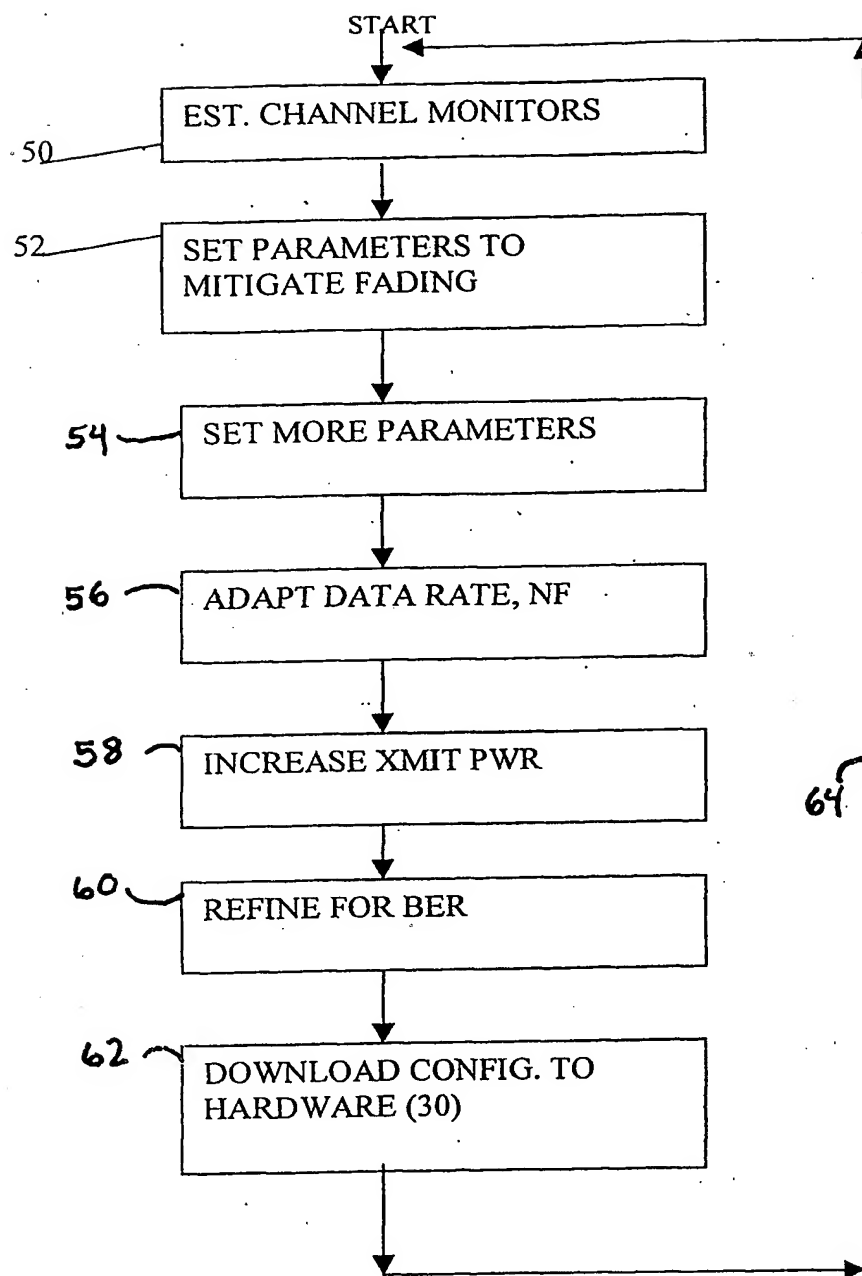 START
EST. CHANNEL MONITORS
50
52
SET PARAMETERS TO
MITIGATE FADING
54
SET MORE PARAMETERS
56
ADAPT DATA RATE, NF
58
INCREASE XMIT PWR
64
60
REFINE FOR BER
62
DOWNLOAD CONFIG. TO
HARDWARE (30)